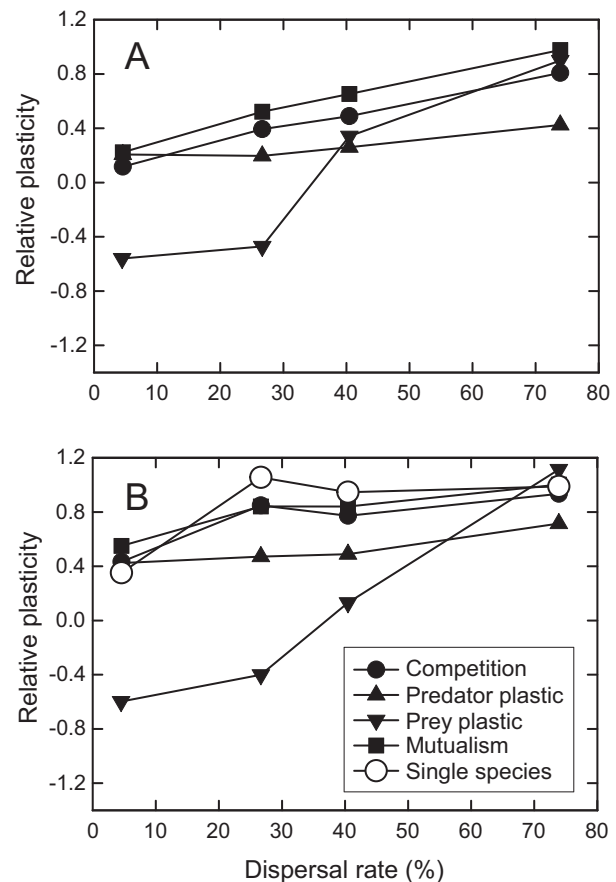 A
Relative plasticity
1.2
0.8
0.4
0.0
-0.4
-0.8
-1.2
0 10 20 30 40 50 60 70 80
B
Relative plasticity
1.2
0.8
0.4
0.0
-0.4
-0.8
-1.2
Competition
Predator plastic
Prey plastic
Mutualism
Single species
0 10 20 30 40 50 60 70 80
Dispersal rate (%)